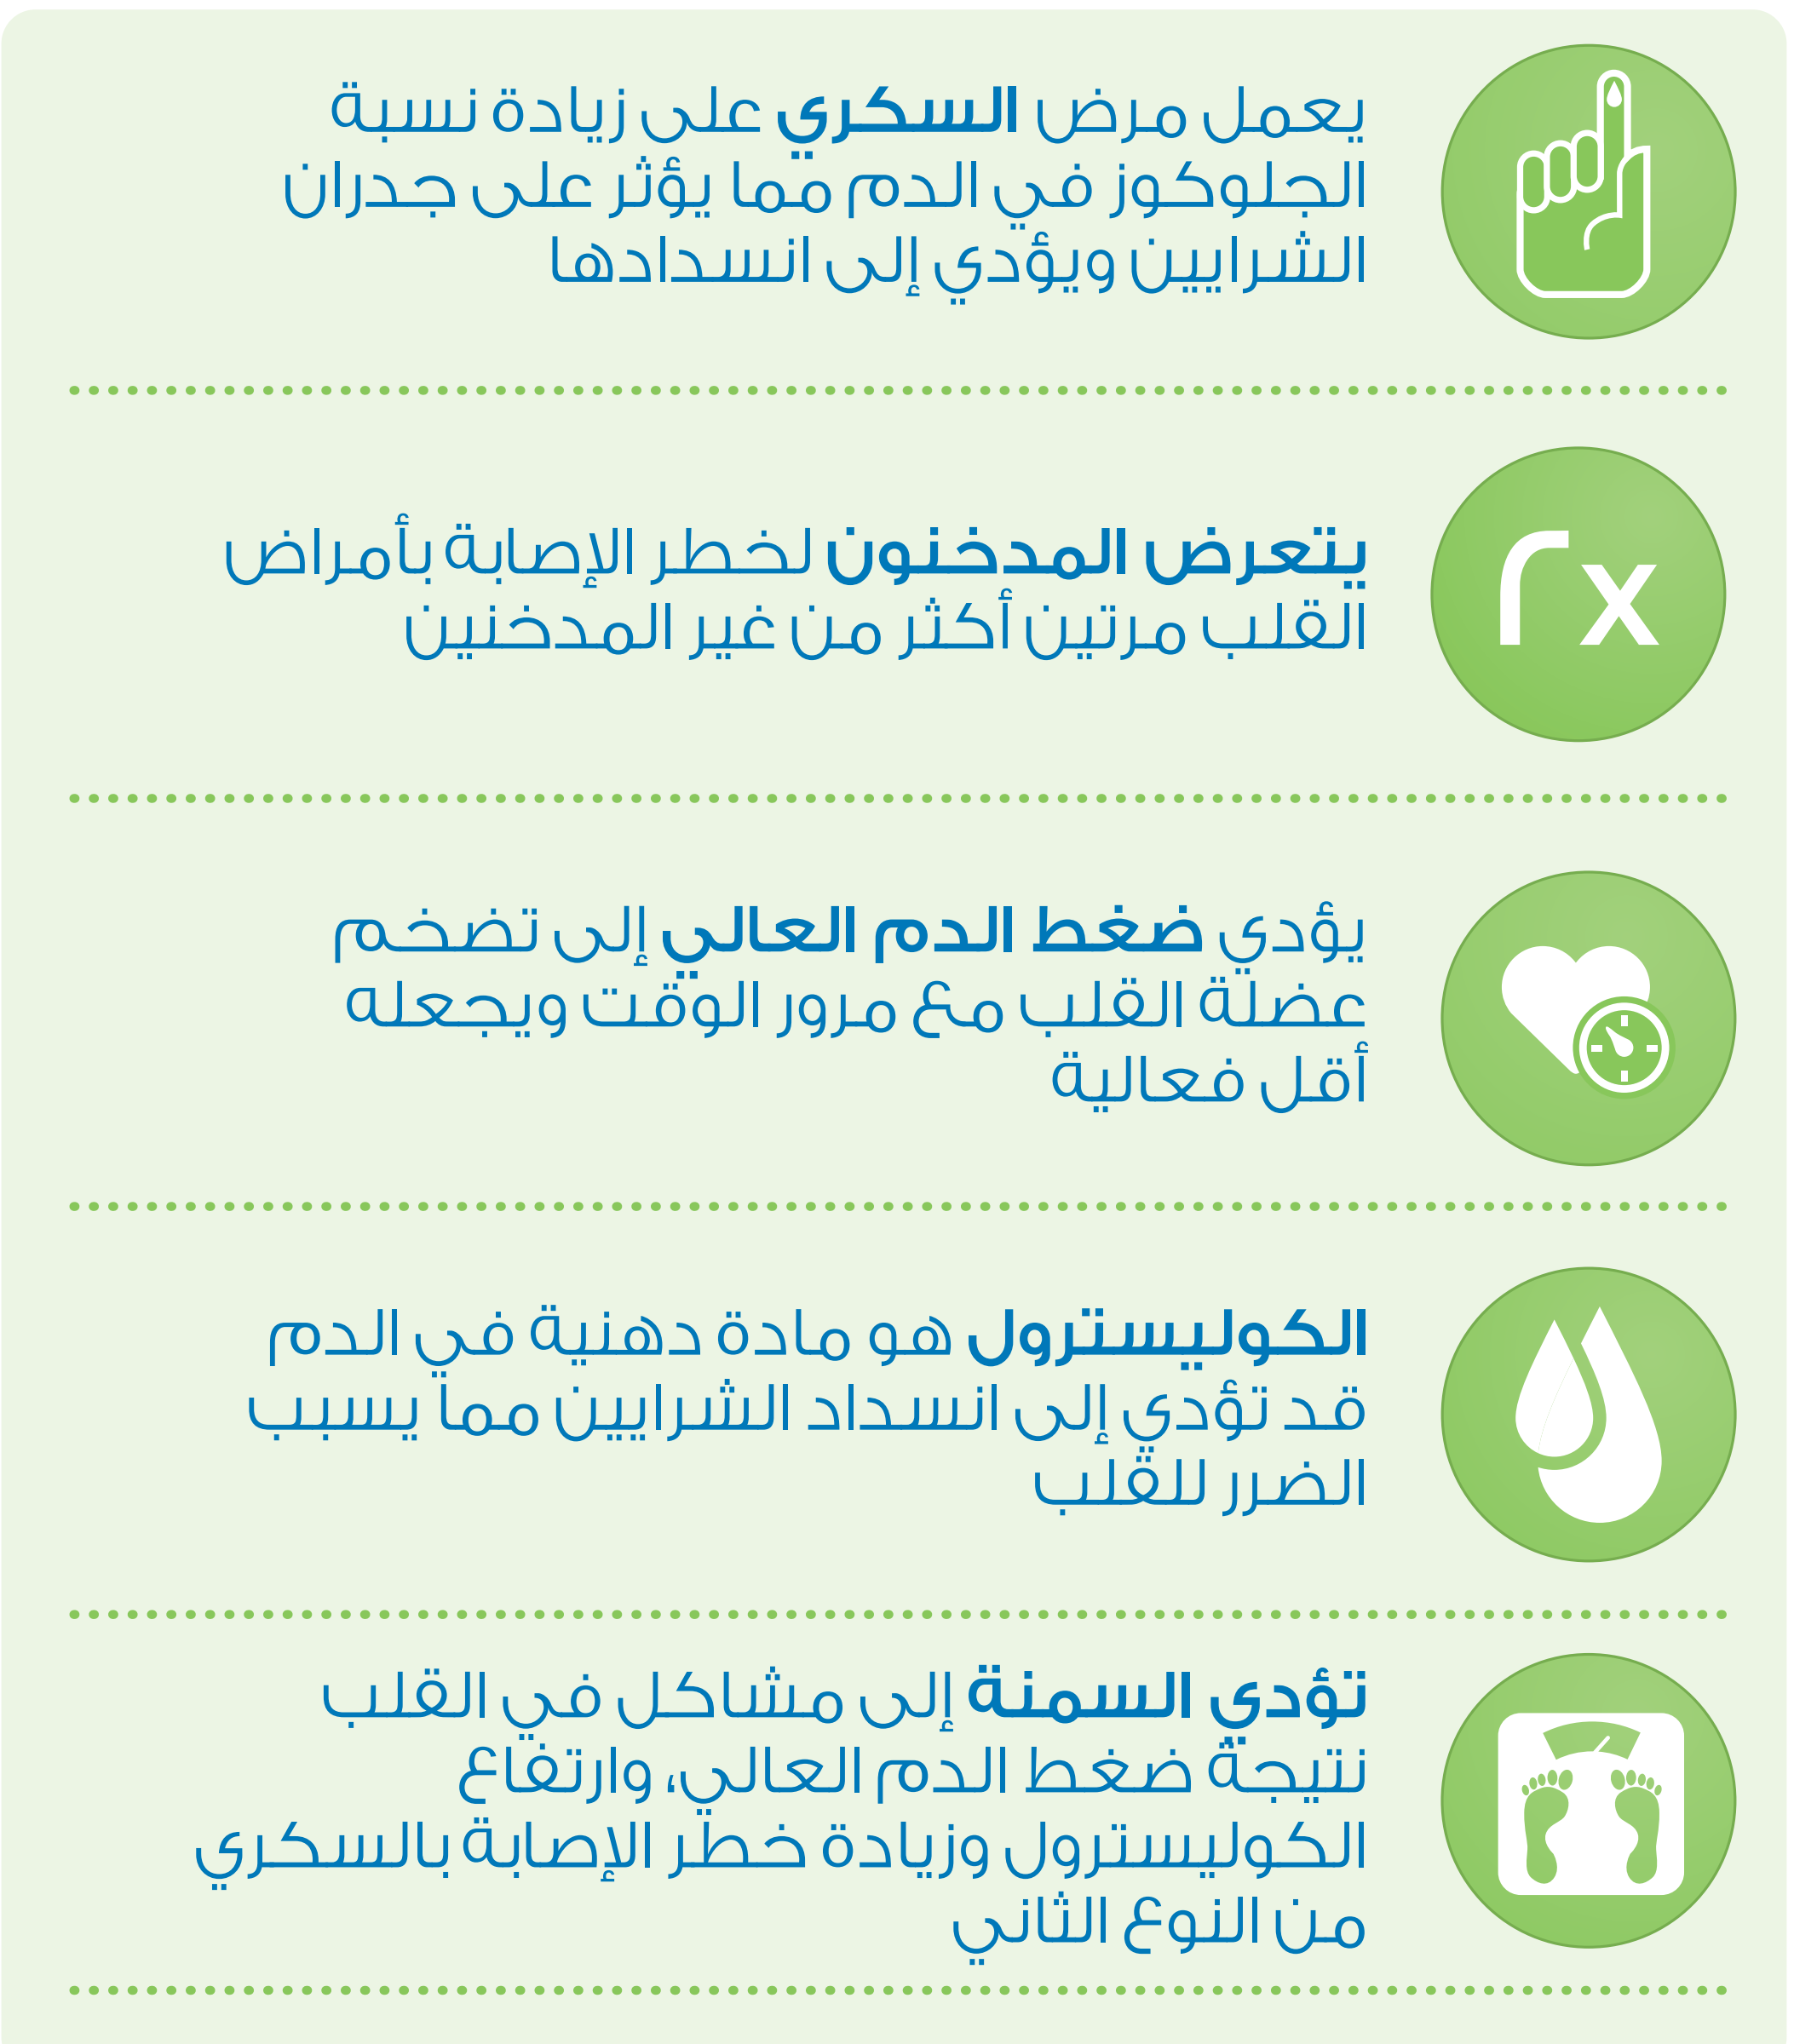 يعمل مرض السكري على زيادة نسبة
الجلوكوز في الدم مما يؤثر على جدران
الشرايين ويؤدي إلى انسدادها
٢x
يتعرض المدخنون لخطر الإصابة بأمراض
القلب مرتين أكثر من غير المدخنين
يؤدي ضغط الدم العالي إلى تضخم
عضلة القلب مع مرور الوقت ويجعله
أقل فعالية
الكوليسترول هو مادة دهنية في الدم
قد تؤدي إلى انسداد الشرايين مما يسبب
الضرر للقلب
تؤدي السمنة إلى مشاكل في القلب
نتيجة ضغط الدم العالي، وارتفاع
الكوليسترول وزيادة خطر الإصابة بالسكري
من النوع الثاني